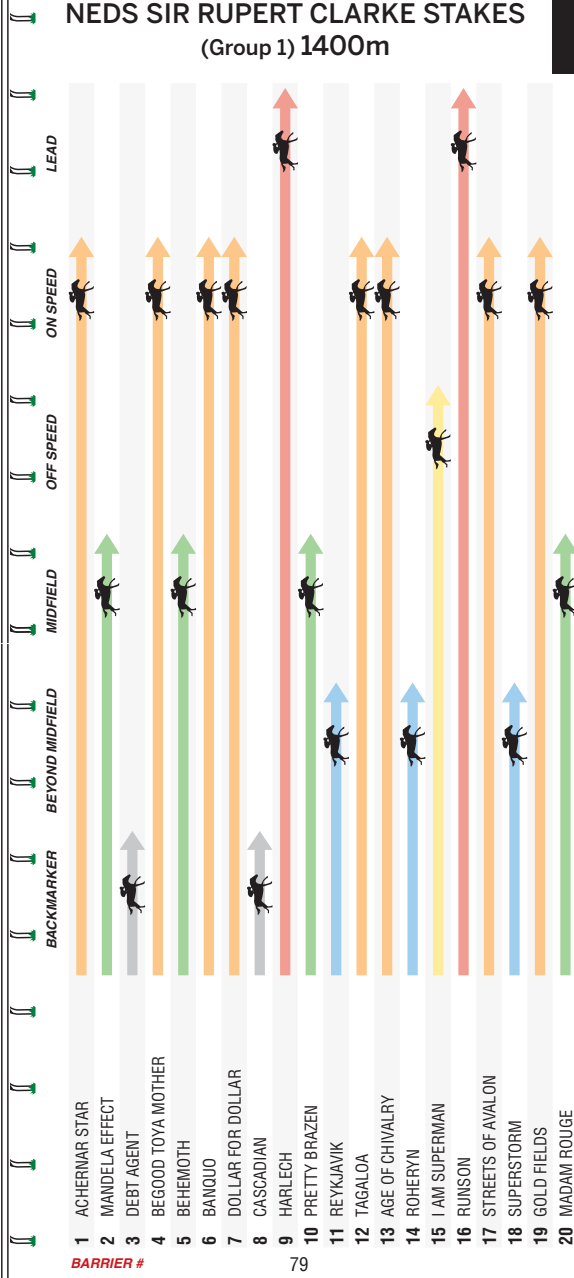 NEDS SIR RUPERT CLARKE STAKES
(Group 1) 1400m
LEAD
ON SPEED
OFF SPEED
MIDFIELD
BEYOND MIDFIELD
BACKMARKER
1 ACHERNAR STAR
2 MANDELA EFFECT
3 DEBT AGENT
4 BEGOOD TOYA MOTHER
5 BEHEMOTH
6 BANQUO
7 DOLLAR FOR DOLLAR
8 CASCADIAN
9 HARLECH
10 PRETTY BRAZEN
11 REYKJAVIK
12 TAGALOA
13 AGE OF CHIVALRY
14 ROHERYN
15 I AM SUPERMAN
16 RUNSON
17 STREETS OF AVALON
18 SUPERSTORM
19 GOLD FIELDS
20 MADAM ROUGE
BARRIER #
79